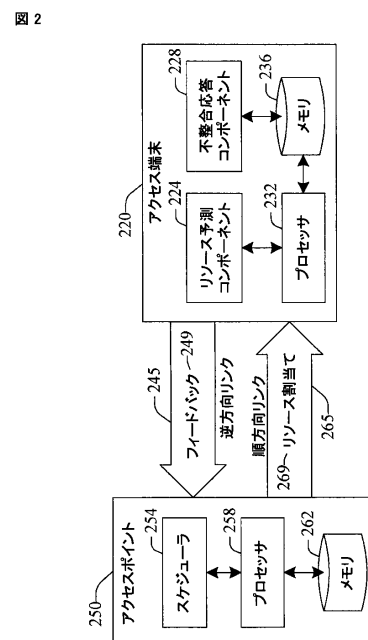 図 2
220
アクセス端末
224
リソース予測
コンポーネント
228
不整合応答
コンポーネント
232
プロセッサ
236
メモリ
245
フィードバック
249
逆方向リンク
順方向リンク
269
リソース割当て
265
250
アクセスポイント
254
スケジューラ
258
プロセッサ
262
メモリ